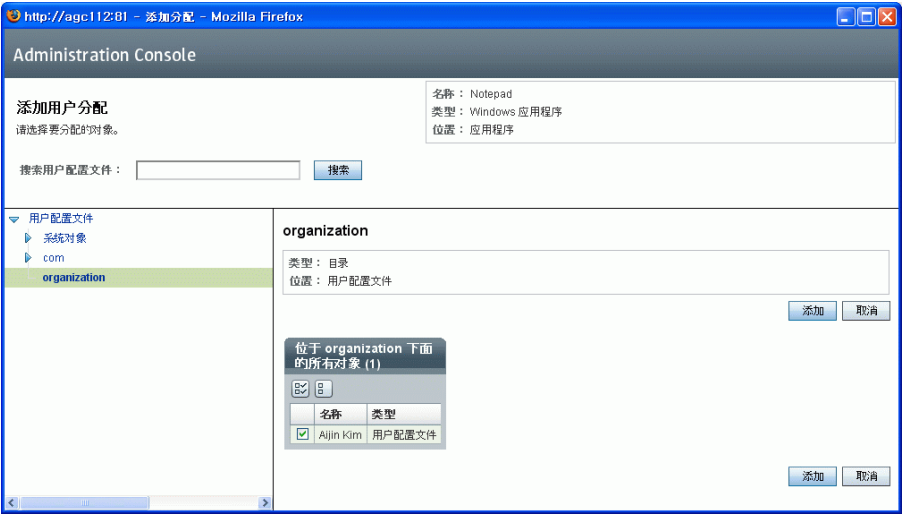 http://agc112:81 - 添加分配 - Mozilla Firefox
Administration Console
添加用户分配
请选择要分配的对象。
名称： Notepad
类型： Windows 应用程序
位置： 应用程序
搜索用户配置文件：
搜索
用户配置文件
系统对象
com
organization
organization
类型： 目录
位置： 用户配置文件
添加 取消
位于 organization 下面
的所有对象 (1)
名称 类型
Aijin Kim 用户配置文件
添加 取消